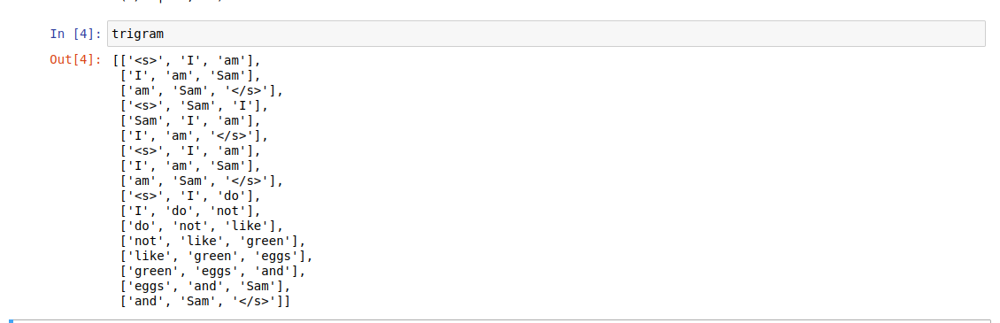 In [4]: trigram
Out[4]: [['<s>', 'I', 'am'],
['I', 'am', 'Sam'],
['am', 'Sam', '</s>'],
['<s>', 'Sam', 'I'],
['Sam', 'I', 'am'],
['I', 'am', '</s>'],
['<s>', 'I', 'am'],
['I', 'am', 'Sam'],
['am', 'Sam', '</s>'],
['<s>', 'I', 'do'],
['I', 'do', 'not'],
['do', 'not', 'like'],
['not', 'like', 'green'],
['like', 'green', 'eggs'],
['green', 'eggs', 'and'],
['eggs', 'and', 'Sam'],
['and', 'Sam', '</s>']]